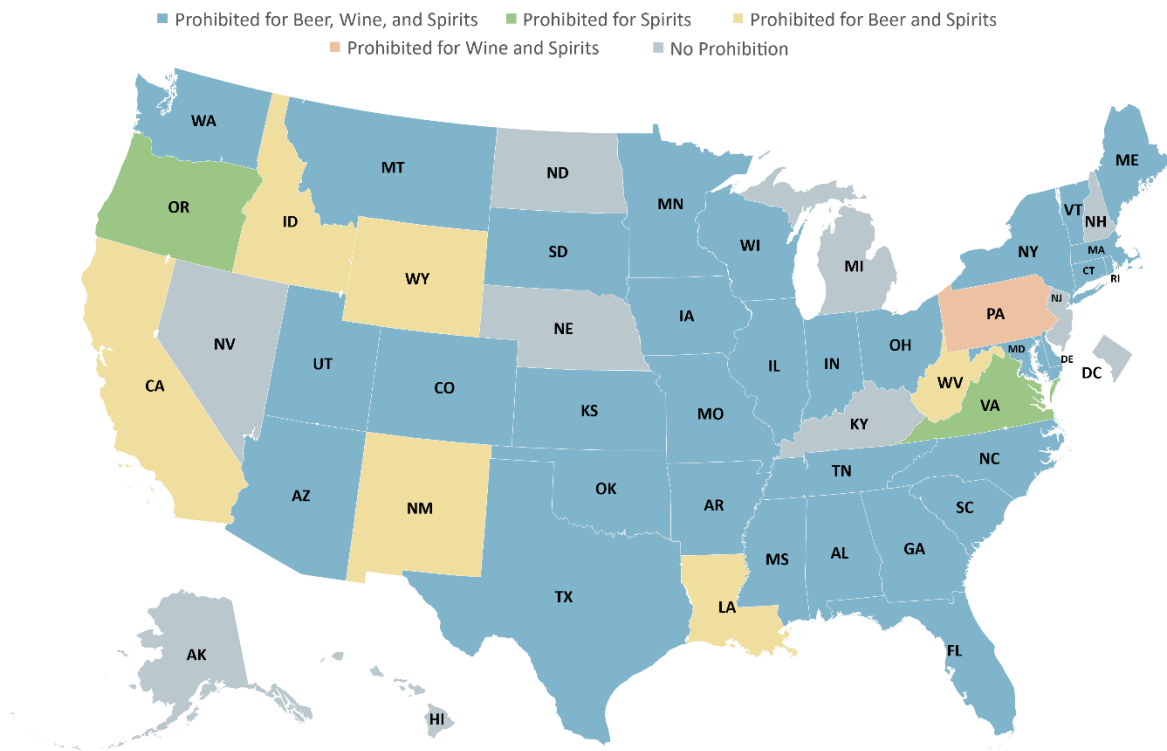 Prohibited for Beer, Wine, and Spirits Prohibited for Spirits Prohibited for Beer and Spirits
Prohibited for Wine and Spirits No Prohibition
WA
MT
ND
MN
ME
OR
ID
WY
SD
WI
MI
NY
VT
NH
MA
CT
RI
NV
UT
CO
NE
IA
IL
IN
OH
PA
NJ
MD
DE
DC
CA
KS
MO
KY
WV
VA
AZ
NM
OK
AR
TN
NC
SC
TX
LA
MS
AL
GA
FL
AK
HI